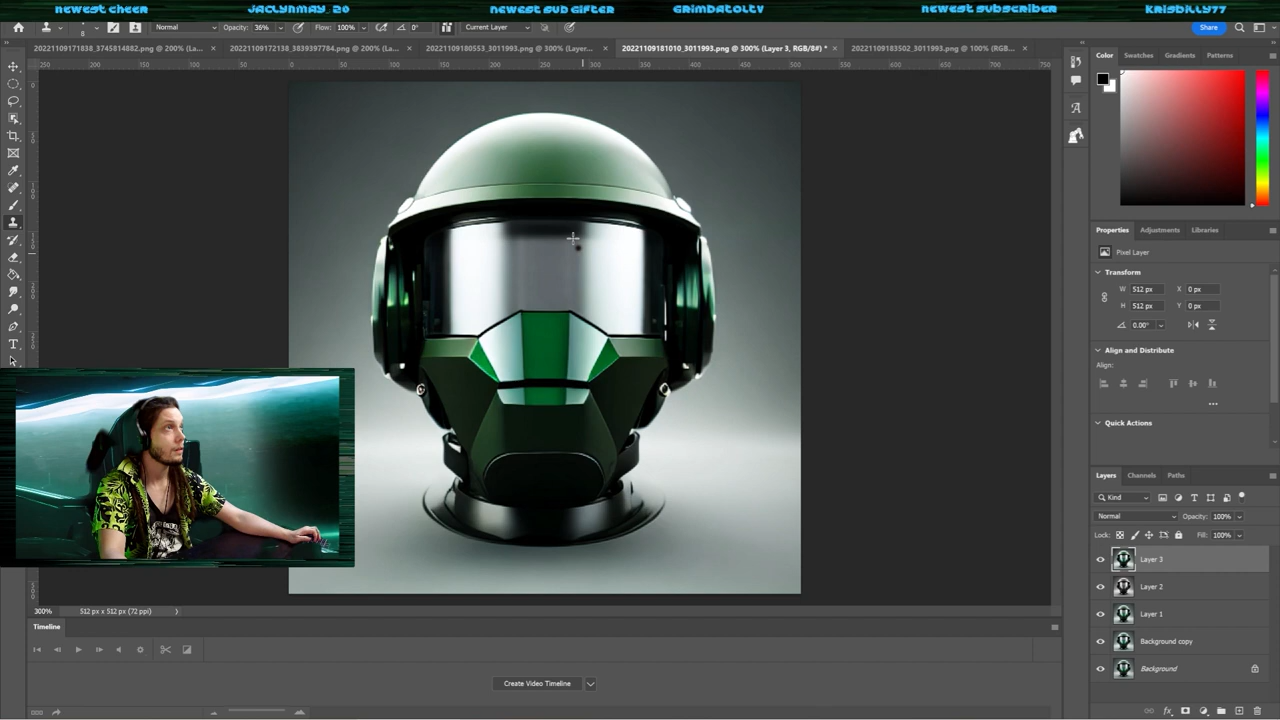 newest cheer
JACLYNMAY_20
newest sub gifter
GRIMBATOLTV
newest subscriber
KRISBILLY77
Normal
Opacity: 36%
Flow: 100%
0°
Current Layer
Share
20221109171838_374514882.png @ 200% (La...
20221109172138_3839397784.png @ 200% (La...
20221109180553_3011993.png @ 300% (Layer...
20221109181010_3011993.png @ 300% (Layer 3, RGB/8#) *
20221109183502_3011993.png @ 100% (RGB...
Color
Swatches
Gradients
Patterns
Properties
Adjustments
Libraries
Pixel Layer
Transform
W 512 px
X 0 px
H 512 px
Y 0 px
0.00°
Align and Distribute
Align:
Quick Actions
Layers
Channels
Paths
Kind
Normal
Opacity: 100%
Lock:
Fill: 100%
Layer 3
Layer 2
Layer 1
Background copy
Background
300%
512 px x 512 px (72 ppi)
Timeline
Create Video Timeline